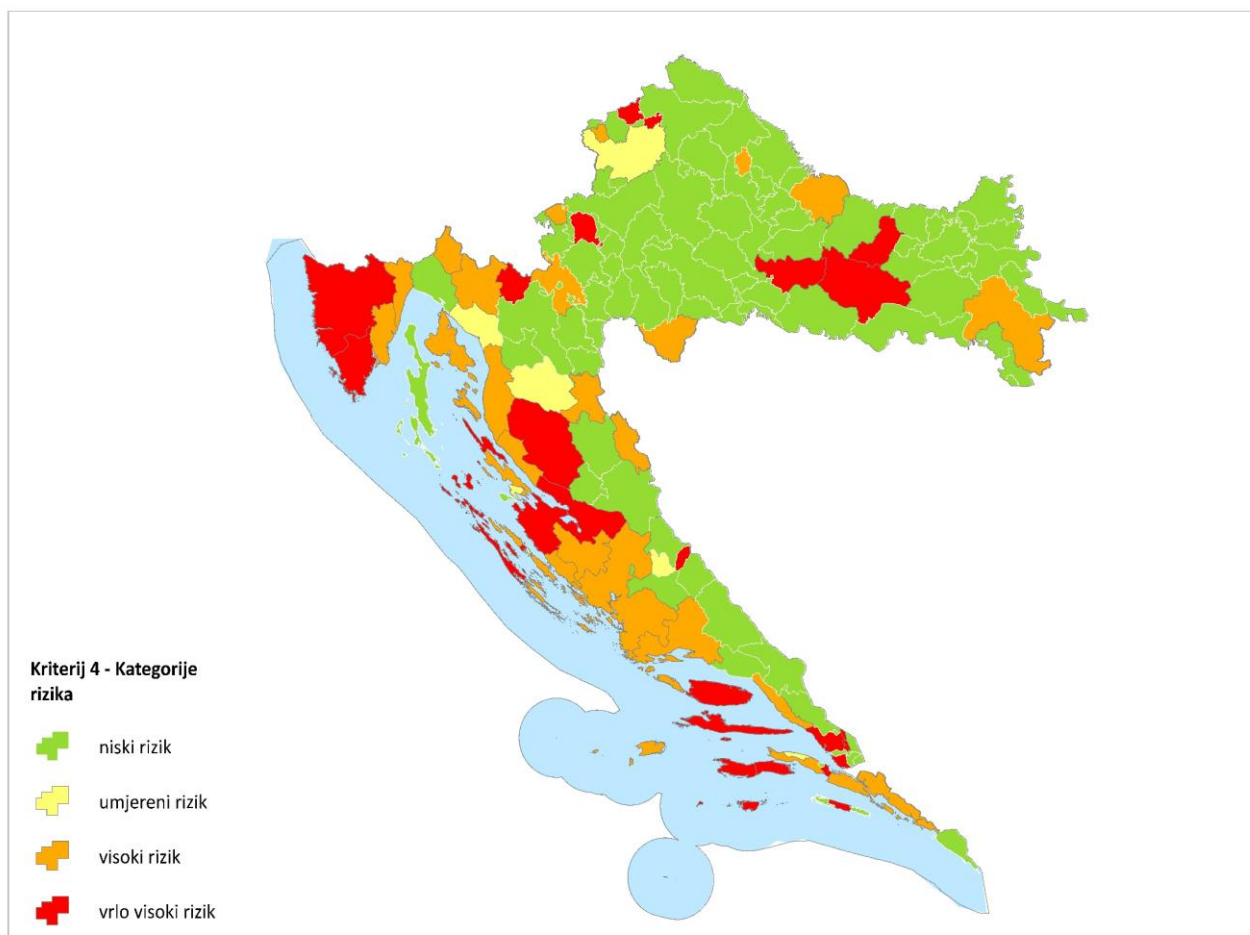 Kriterij 4 - Kategorije
rizika
niski rizik
umjereni rizik
visoki rizik
vrlo visoki rizik